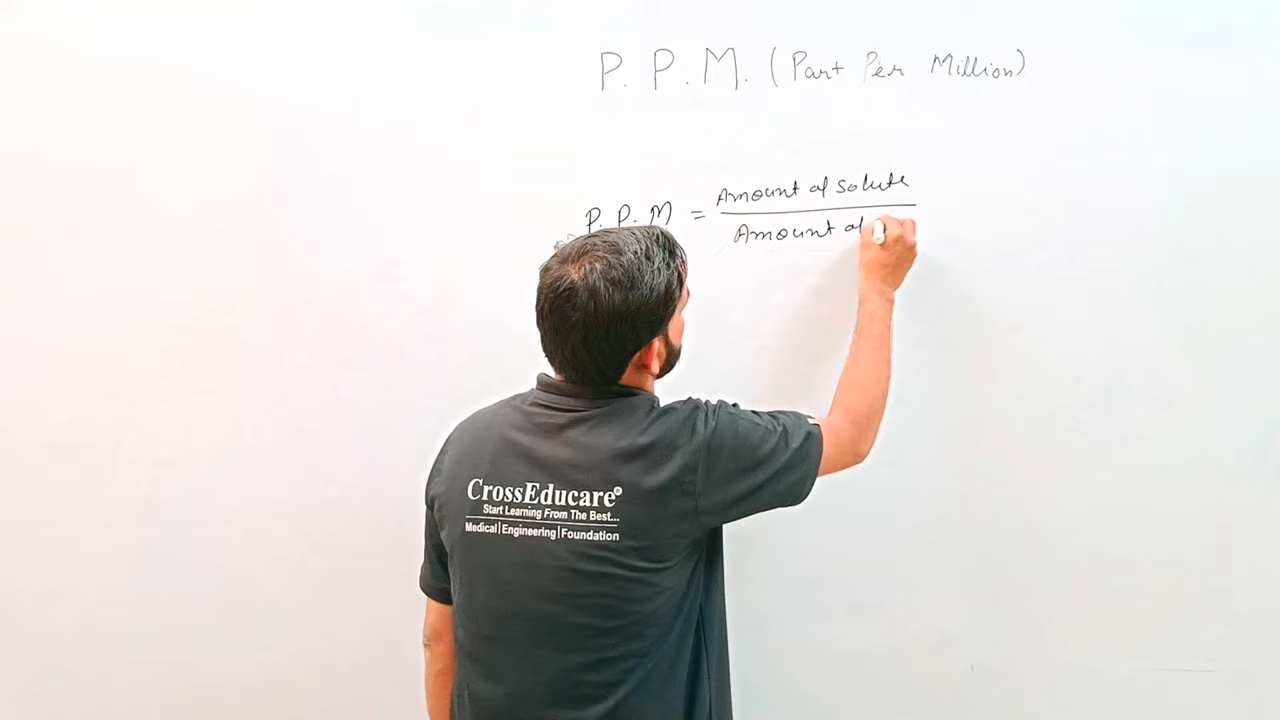 P. P. M. (Part Per Million)
P. P. M = Amount of Solute
Amount of
CrossEducare®
Start Learning From The Best...
Medical|Engineering|Foundation